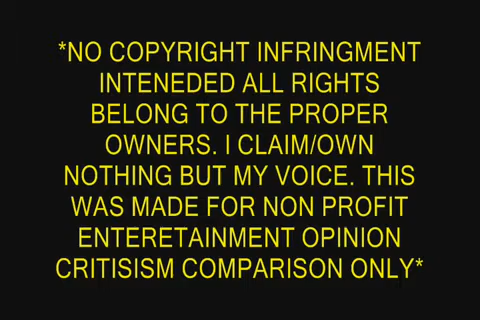 *NO COPYRIGHT INFRINGMENT
INTENEDED ALL RIGHTS
BELONG TO THE PROPER
OWNERS. I CLAIM/OWN
NOTHING BUT MY VOICE. THIS
WAS MADE FOR NON PROFIT
ENTERETAINMENT OPINION
CRITISISM COMPARISON ONLY*